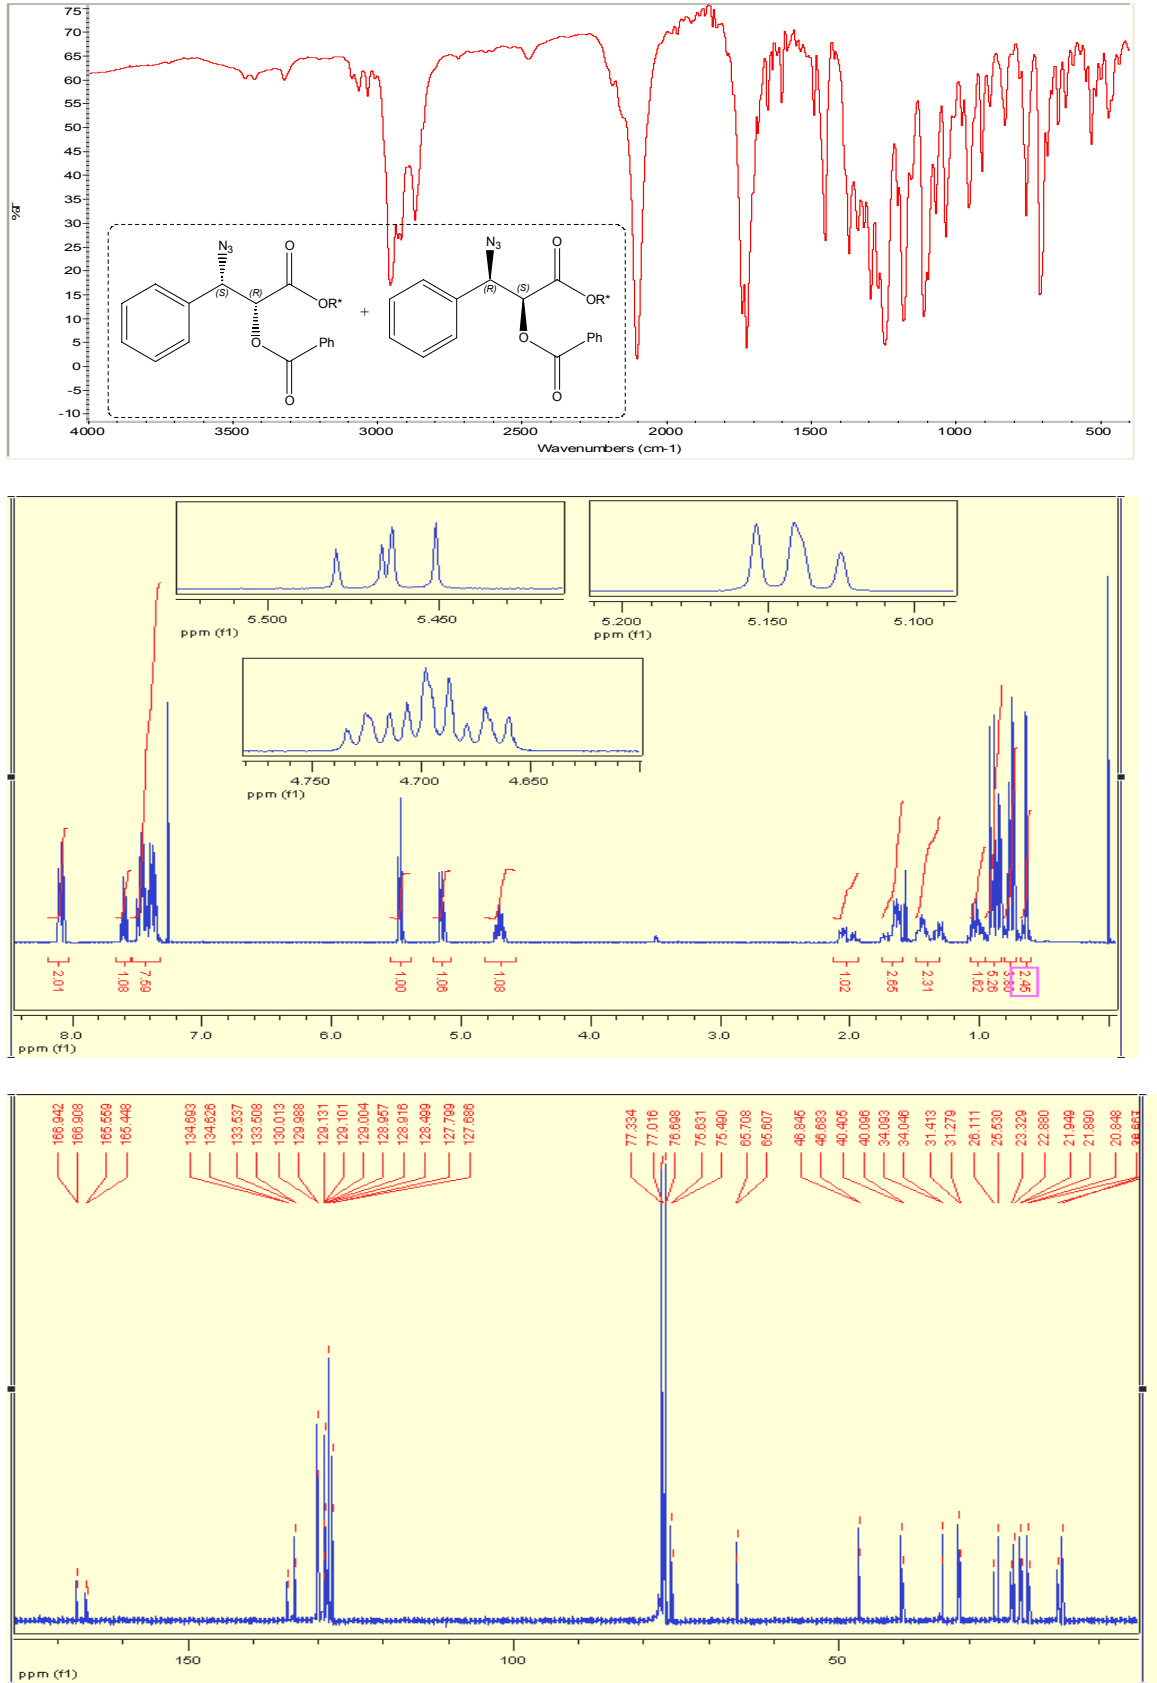 75
70
65
60
55
50
45
40
35
30
25
20
15
10
5
0
-5
-10
%T
N3
O
(S)
(R)
OR*
O
Ph
O
+
N3
O
(R)
(S)
OR*
O
Ph
O
4000 3500 3000 2500 2000 1500 1000 500
Wavenumbers (cm-1)
5.500 5.450
ppm (f1)
5.200 5.150 5.100
ppm (f1)
4.750 4.700 4.650
ppm (f1)
2.01 1.08 7.59 1.00 1.06 1.08 1.02 2.65 2.31 1.62 5.26 2.45
8.0 7.0 6.0 5.0 4.0 3.0 2.0 1.0
ppm (f1)
166.942 166.908 165.559 165.448 134.693 134.626 133.537 133.508 130.013 129.988 129.131 129.101 129.004 128.957 128.916 128.499 127.799 127.686 77.334 77.016 76.698 75.631 75.490 65.708 65.607 46.845 46.683 40.405 40.096 34.093 34.046 31.413 31.279 26.111 25.530 23.329 22.880 21.949 21.890 20.848
150 100 50
ppm (f1)